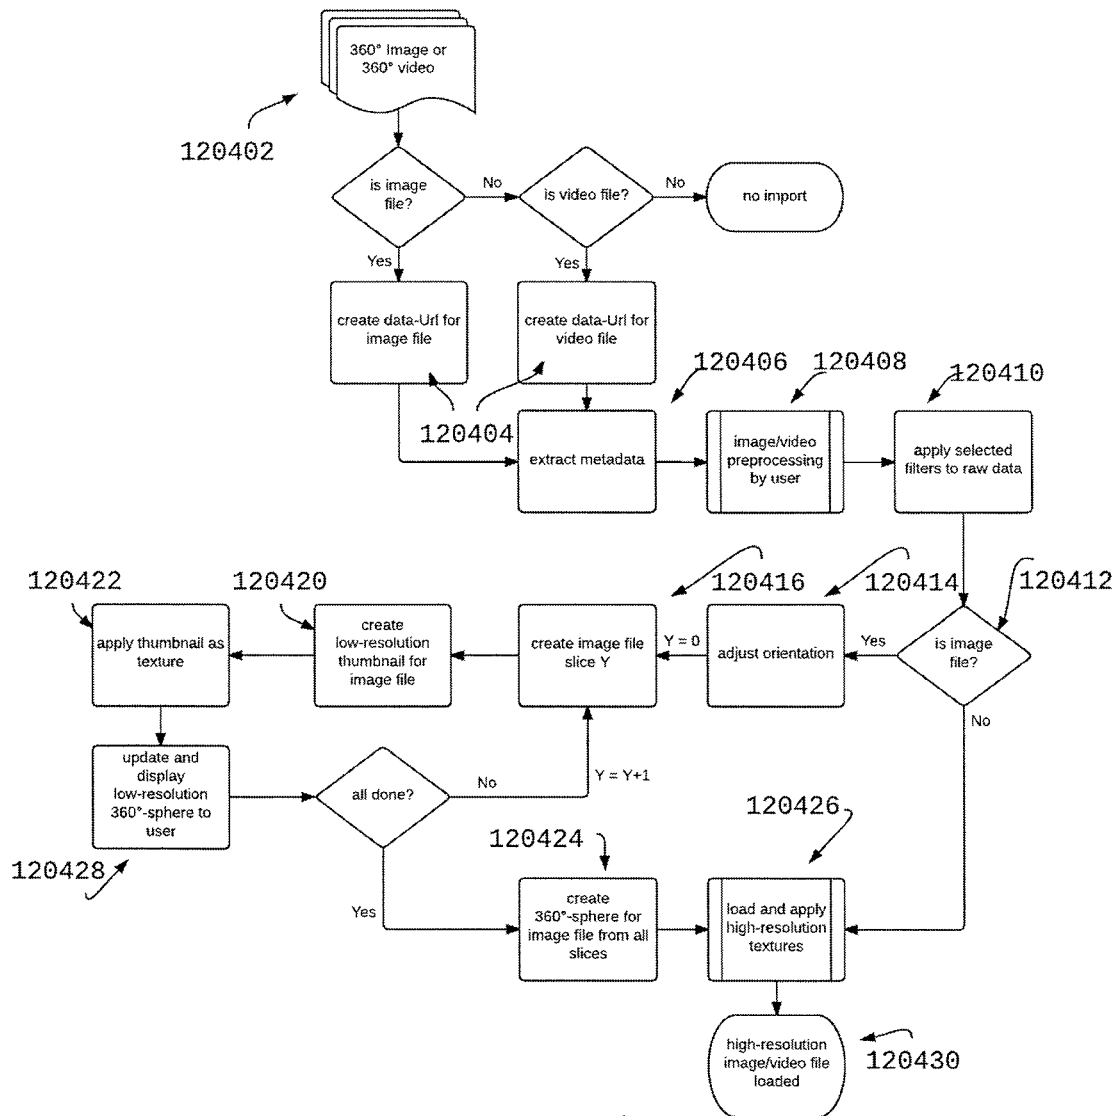 360° Image or
360° video
120402
is image
file?
No
is video file?
No
no import
Yes
Yes
create data-Url for
image file
create data-Url for
video file
120404
120406
120408
120410
extract metadata
image/video
preprocessing
by user
apply selected
filters to raw data
120422
120420
120416
120414
120412
apply thumbnail as
texture
create
low-resolution
thumbnail for
image file
create image file
slice Y
Y = 0
adjust orientation
Yes
is image
file?
No
update and
display
low-resolution
360°-sphere to
user
all done?
No
Y = Y+1
120428
120424
120426
Yes
create
360°-sphere for
image file from all
slices
load and apply
high-resolution
textures
high-resolution
image/video file
loaded
120430